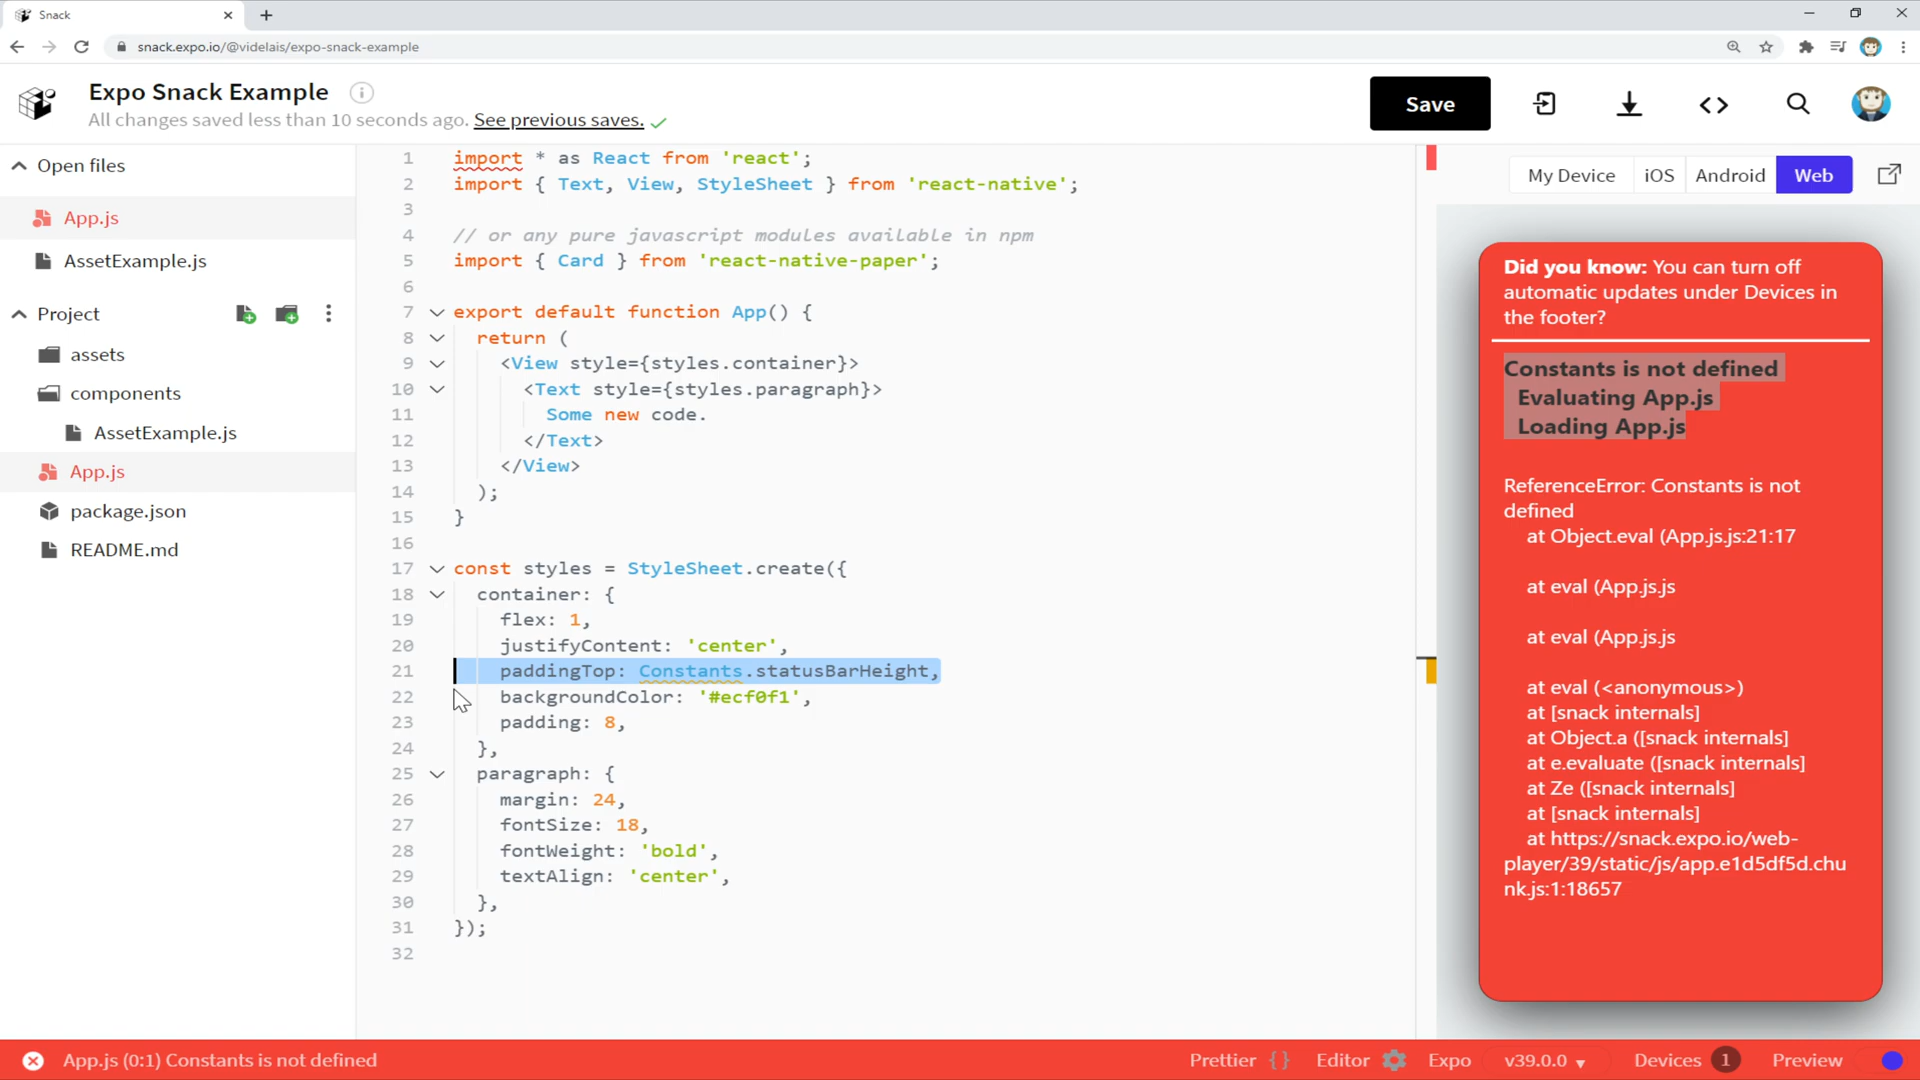 Snack
snack.expo.io/@videlais/expo-snack-example
Expo Snack Example
All changes saved less than 10 seconds ago. See previous saves.
Save
Open files
App.js
AssetExample.js
Project
assets
components
AssetExample.js
App.js
package.json
README.md
1 import * as React from 'react';
2 import { Text, View, StyleSheet } from 'react-native';
3
4 // or any pure javascript modules available in npm
5 import { Card } from 'react-native-paper';
6
7 export default function App() {
8 return (
9 <View style={styles.container}>
10 <Text style={styles.paragraph}>
11 Some new code.
12 </Text>
13 </View>
14 );
15 }
16
17 const styles = StyleSheet.create({
18 container: {
19 flex: 1,
20 justifyContent: 'center',
21 paddingTop: Constants.statusBarHeight,
22 backgroundColor: '#ecf0f1',
23 padding: 8,
24 },
25 paragraph: {
26 margin: 24,
27 fontSize: 18,
28 fontWeight: 'bold',
29 textAlign: 'center',
30 },
31 });
32
My Device iOS Android Web
Did you know: You can turn off
automatic updates under Devices in
the footer?
Constants is not defined
Evaluating App.js
Loading App.js
ReferenceError: Constants is not
defined
at Object.eval (App.js.js:21:17
at eval (App.js.js
at eval (App.js.js
at eval (<anonymous>)
at [snack internals]
at Object.a ([snack internals]
at e.evaluate ([snack internals]
at Ze ([snack internals]
at [snack internals]
at https://snack.expo.io/web-
player/39/static/js/app.e1d5df5d.chu
nk.js:1:18657
App.js (0:1) Constants is not defined
Prettier {} Editor Expo v39.0.0 Devices 1 Preview